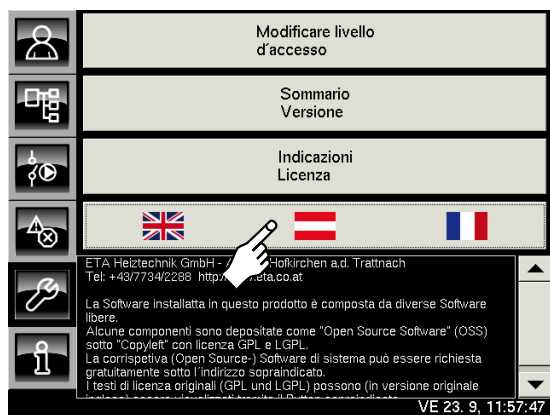 Modificare livello
d'accesso
Sommario
Versione
Indicazioni
Licenza
ETA Heiztechnik GmbH - Hofkirchen a.d. Trattnach
Tel: +43/7734/2288 eta.co.at
La Software installatta in questo prodotto è composta da diverse Software
libere.
Alcune componenti sono depositate come "Open Source Software" (OSS)
sotto "Copyleft" con licenza GPL e LGPL.
La corrispetiva (Open Source-) Software di sistema può essere richiesta
gratuitamente sotto l'indirizzo sopraindicato.
I testi di licenza originali (GPL und LGPL) possono (in versione originale
VE 23. 9, 11:57:47